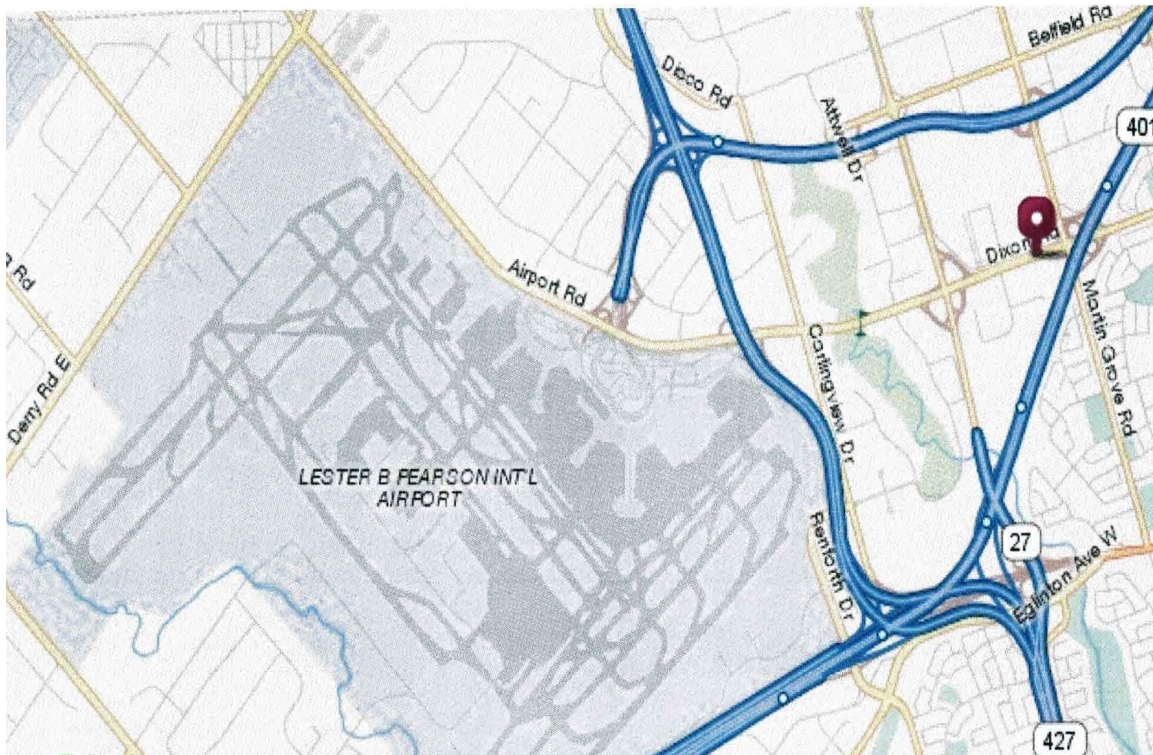 Belfield Rd
Disco Rd
Attwell Dr
401
Dixon Rd
Airport Rd
Martin Grove Rd
Carlingview Dr
Derry Rd E
LESTER B PEARSON INT'L
AIRPORT
Renforth Dr
27
Eglinton Ave W
427